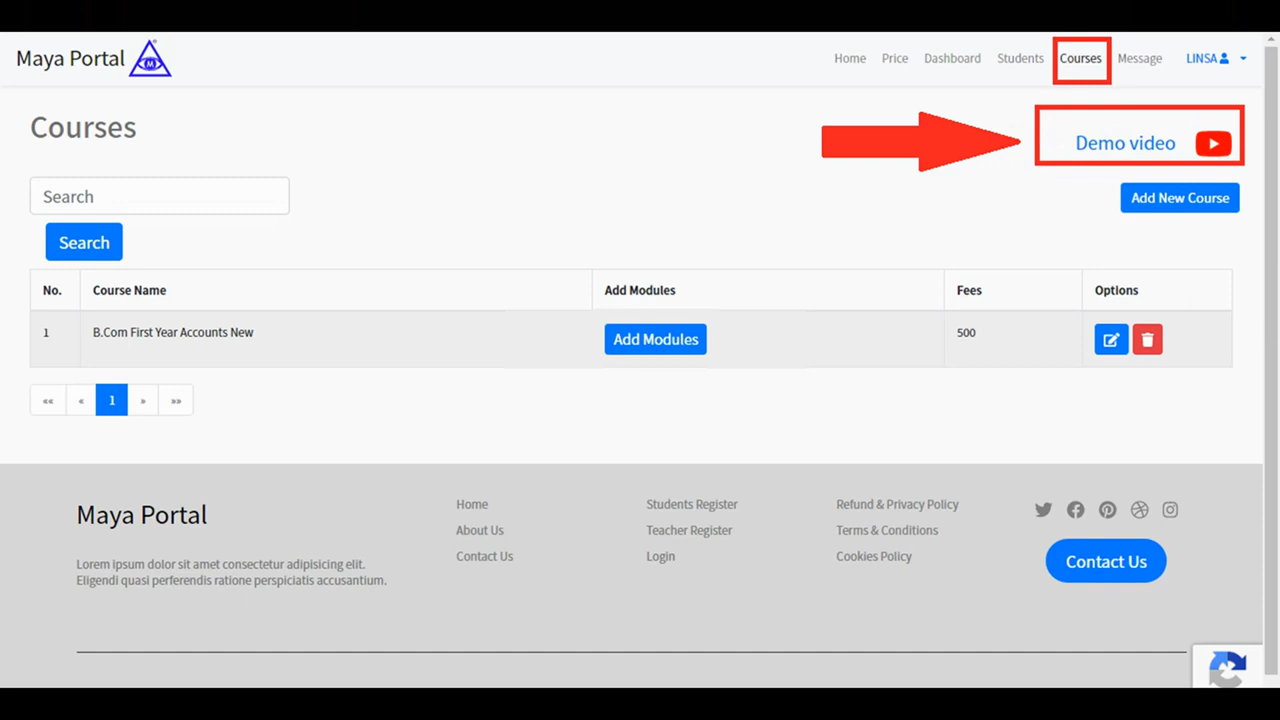 Maya Portal
M
Home Price Dashboard Students Courses Message LINSA
Courses
Demo video
Search
Add New Course
Search
No. Course Name Add Modules Fees Options
1 B.Com First Year Accounts New Add Modules 500
«« « 1 » »»
Maya Portal
Lorem ipsum dolor sit amet consectetur adipisicing elit.
Eligendi quasi perferendis ratione perspiciatis accusantium.
Home
About Us
Contact Us
Students Register
Teacher Register
Login
Refund & Privacy Policy
Terms & Conditions
Cookies Policy
Contact Us